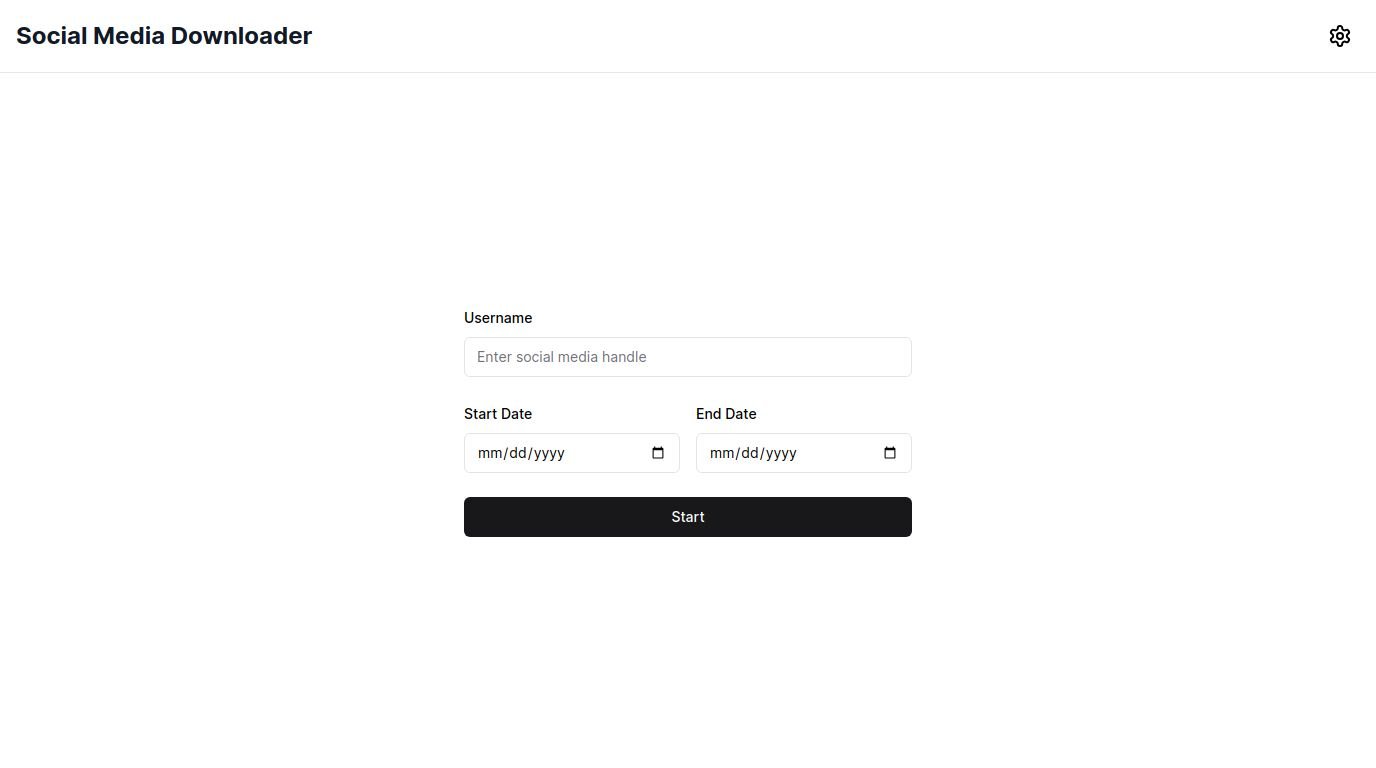 Social Media Downloader
Username
Enter social media handle
Start Date
End Date
mm/dd/yyyy
mm/dd/yyyy
Start